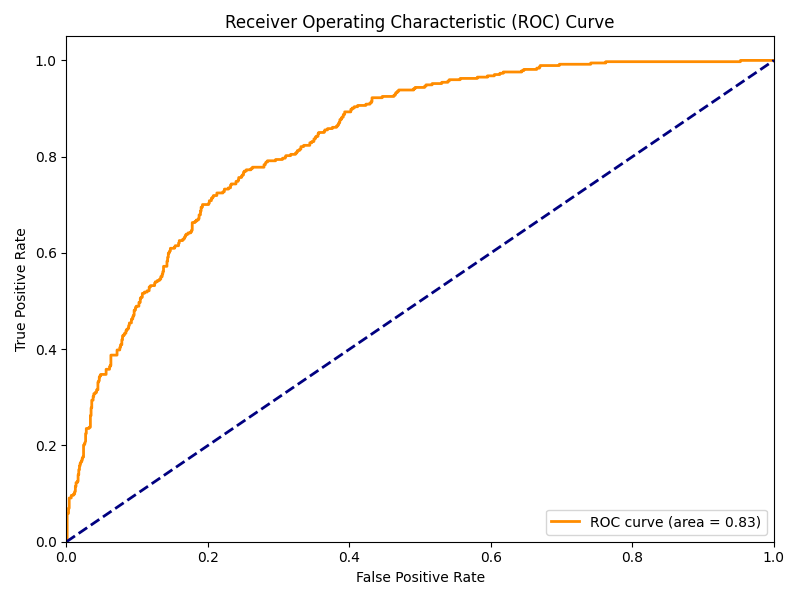 Receiver Operating Characteristic (ROC) Curve
1.0
0.8
0.6
0.4
0.2
0.0
True Positive Rate
ROC curve (area = 0.83)
0.0 0.2 0.4 0.6 0.8 1.0
False Positive Rate